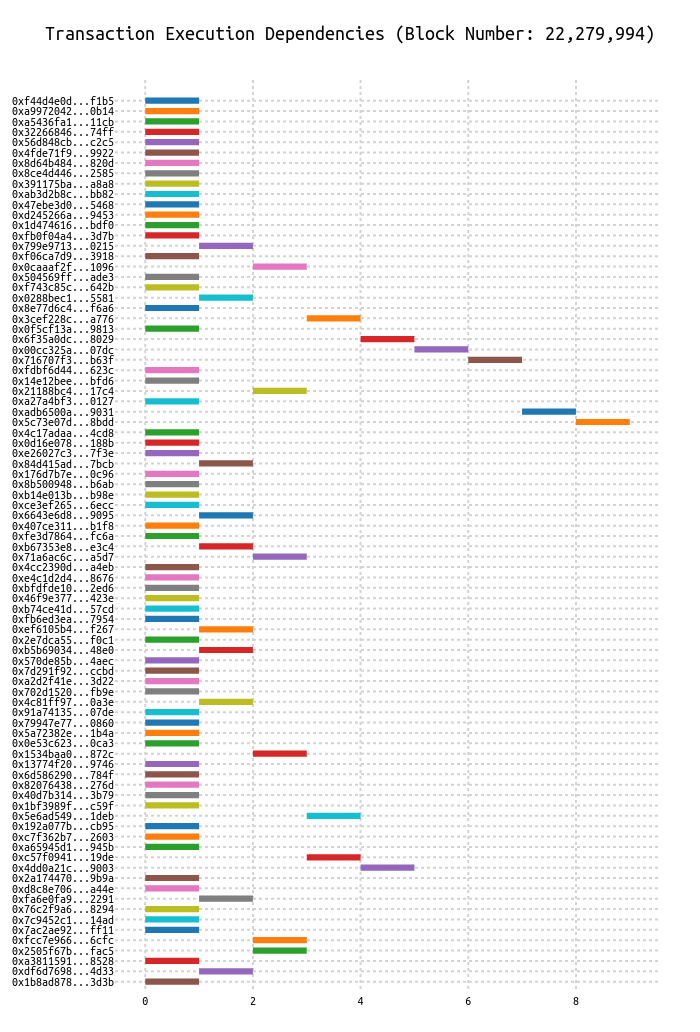 Transaction Execution Dependencies (Block Number: 22,279,994)
0xf44d4e0d...f1b5
0xa9972042...0b14
0xa5436fa1...11cb
0x32266846...74ff
0x56d848cb...c2c5
0x4fde71f9...9922
0x8d64b484...820d
0x8ce4d446...2585
0x391175ba...a8a8
0xab3d2b8c...bb82
0x47ebe3d0...5468
0xd245266a...9453
0x1d474616...bdf0
0xfb0f04a4...3d7b
0x799e9713...0215
0xf06ca7d9...3918
0x0caaaf2f...1096
0x504569ff...ade3
0xf743c85c...642b
0x0288bec1...5581
0x8e77d6c4...f6a6
0x3cef228c...a776
0x0f5cf13a...9813
0x6f35a0dc...8029
0x00cc325a...07dc
0x716707f3...b63f
0xfdbf6d44...623c
0x14e12bee...bfd6
0x21188bc4...17c4
0xa27a4bf3...0127
0xadb6500a...9031
0x5c73e07d...8bdd
0x4c17adaa...4cd8
0x0d16e078...188b
0xe26027c3...7f3e
0x84d415ad...7bcb
0x176d7b7e...0c96
0x8b500948...b6ab
0xb14e013b...b98e
0xce3ef265...6ecc
0x6643e6d8...9095
0x407ce311...b1f8
0xfe3d7864...fc6a
0xb67353e8...e3c4
0x71a6ac6c...a5d7
0x4cc2390d...a4eb
0xe4c1d2d4...8676
0xbfdfde10...2ed6
0x46f9e377...423e
0xb74ce41d...57cd
0xfb6ed3ea...7954
0xef6105b4...f267
0x2e7dca55...f0c1
0xb5b69034...48e0
0x570de85b...4aec
0x7d291f92...ccbd
0xa2d2f41e...3d22
0x702d1520...fb9e
0x4c81ff97...0a3e
0x91a74135...07de
0x79947e77...0860
0x5a72382e...1b4a
0x0e53c623...0ca3
0x1534baa0...872c
0x13774f20...9746
0x6d586290...784f
0x82076438...276d
0x40d7b314...3b79
0x1bf3989f...c59f
0x5e6ad549...1deb
0x192a077b...cb95
0xc7f362b7...2603
0xa65945d1...945b
0xc57f0941...19de
0x4dd0a21c...9003
0x2a174470...9b9a
0xd8c8e706...a44e
0xfa6e0fa9...2291
0x76c2f9a6...8294
0x7c9452c1...14ad
0x7ac2ae92...ff11
0xfcc7e966...6cfc
0x2505f67b...fac5
0xa3811591...8528
0xdf6d7698...4d33
0x1b8ad878...3d3b
0 2 4 6 8